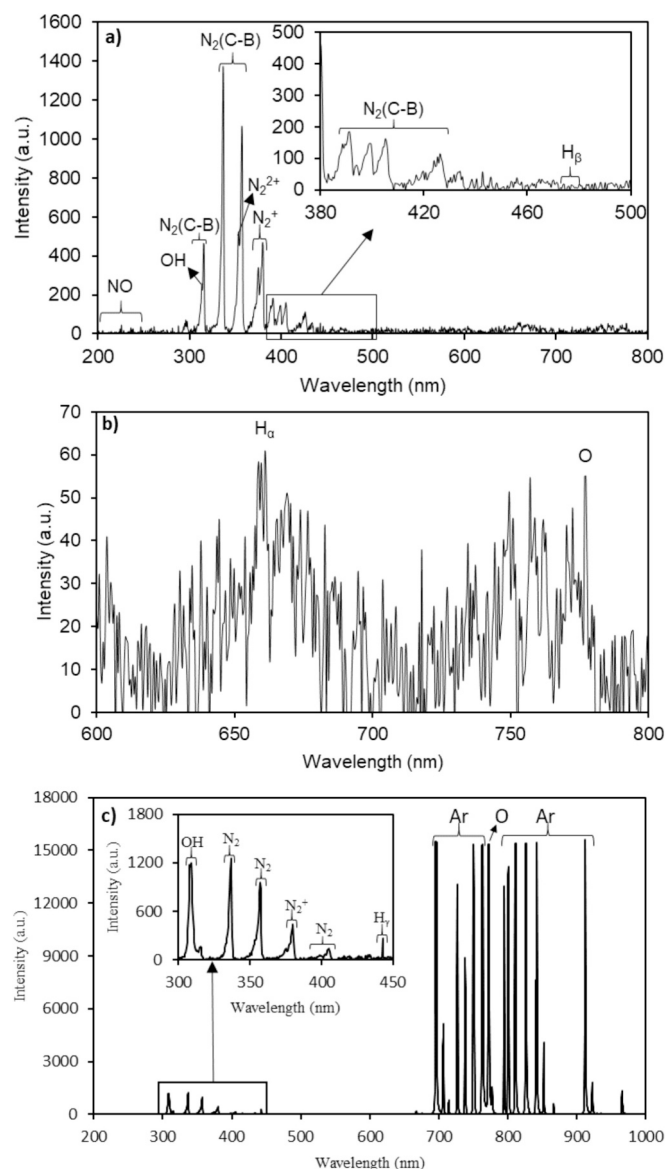 a)
1600
1400
1200
1000
800
600
400
200
0
Intensity (a.u.)
200 300 400 500 600 700 800
Wavelength (nm)
NO
OH
N₂(C-B)
N₂(C-B)
N₂²⁺
N₂⁺
500
400
300
200
100
0
380 420 460 500
N₂(C-B)
Hβ
b)
70
60
50
40
30
20
10
0
Intensity (a.u.)
600 650 700 750 800
Wavelength (nm)
Hα
O
c)
18000
15000
12000
9000
6000
3000
0
Intensity (a.u.)
200 300 400 500 600 700 800 900 1000
Wavelength (nm)
Ar O Ar
1800
1200
600
0
Intensity (a.u.)
300 350 400 450
Wavelength (nm)
OH
N₂
N₂
N₂⁺
N₂
Hγ